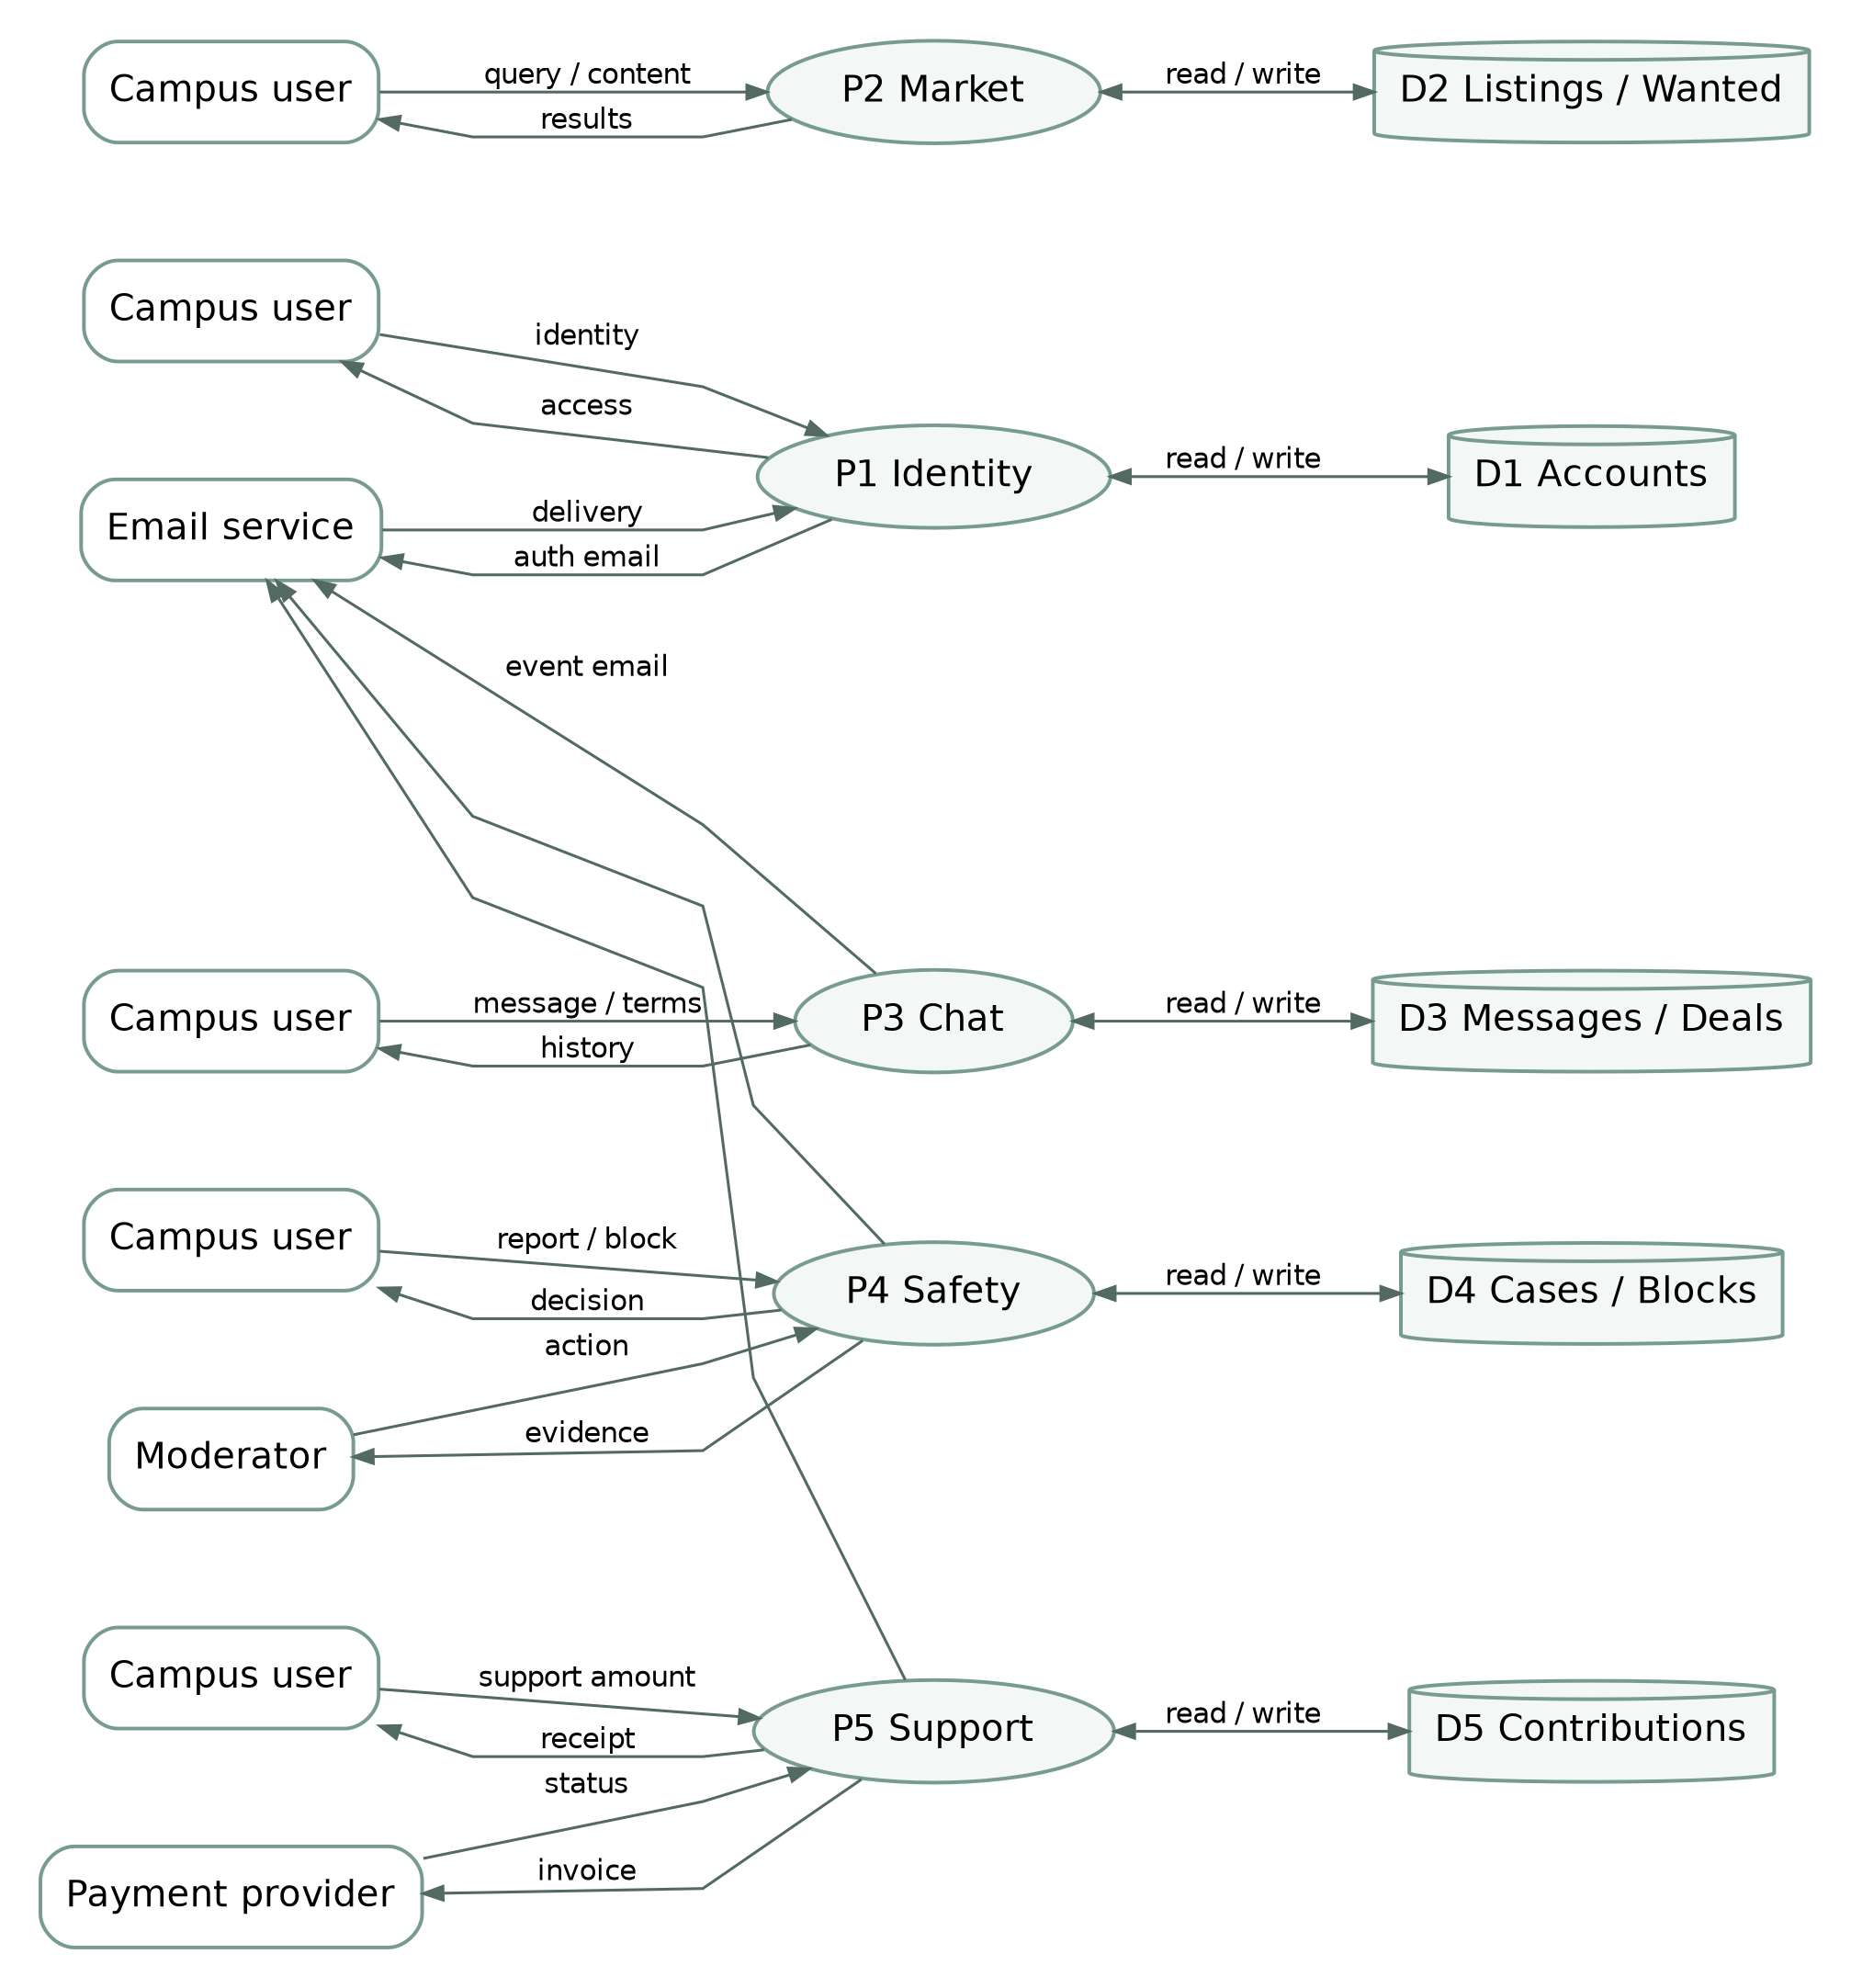 Campus user
query / content
results
P2 Market
read / write
D2 Listings / Wanted
Campus user
identity
access
Email service
delivery
auth email
P1 Identity
read / write
D1 Accounts
event email
Campus user
message / terms
history
P3 Chat
read / write
D3 Messages / Deals
Campus user
report / block
decision
P4 Safety
read / write
D4 Cases / Blocks
action
Moderator
evidence
Campus user
support amount
receipt
P5 Support
read / write
D5 Contributions
status
Payment provider
invoice